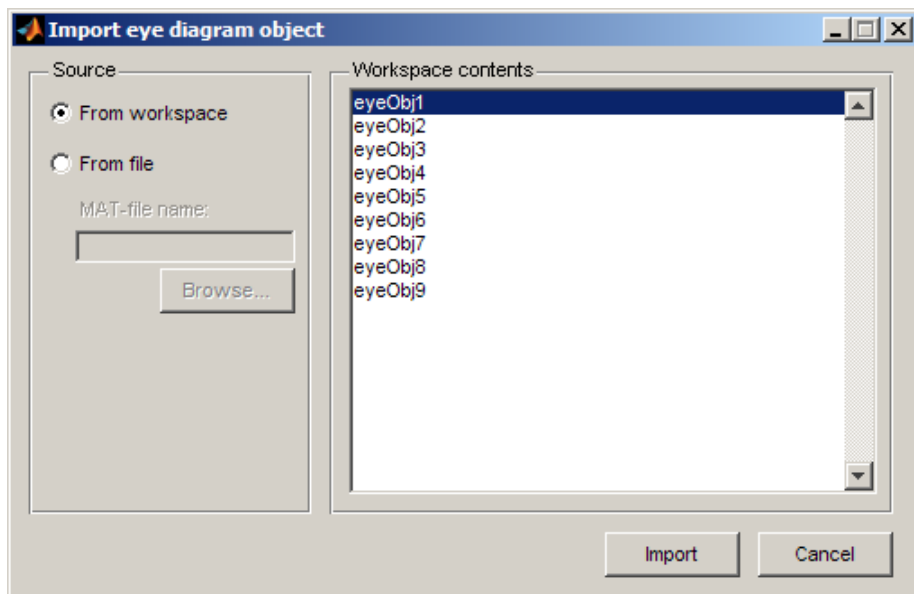 Import eye diagram object
Source
From workspace
From file
MAT-file name:
Browse...
Workspace contents
eyeObj1
eyeObj2
eyeObj3
eyeObj4
eyeObj5
eyeObj6
eyeObj7
eyeObj8
eyeObj9
Import
Cancel